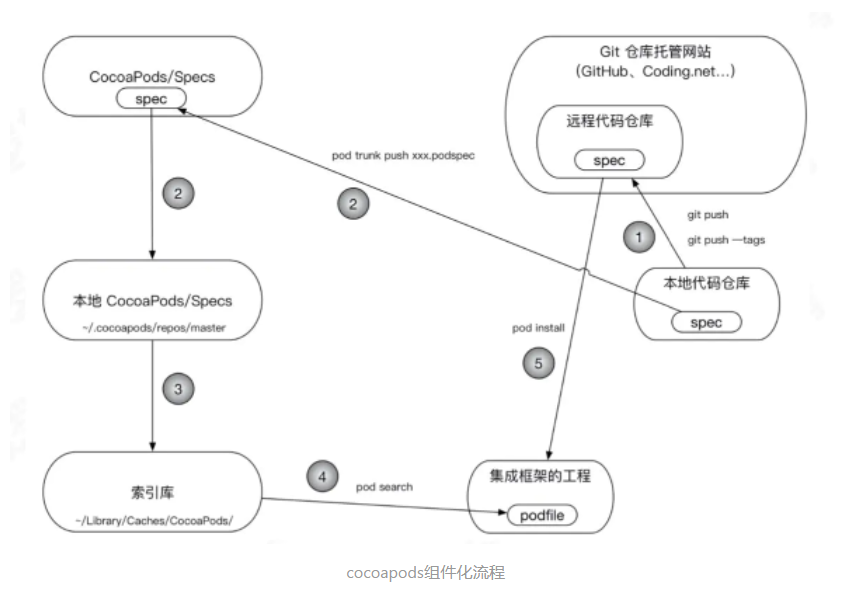 CocoaPods/Specs
spec
Git 仓库托管网站
（GitHub、Coding.net...）
远程代码仓库
spec
pod trunk push xxx.podspec
2
2
1
git push
git push —tags
本地 CocoaPods/Specs
~/.cocoapods/repos/master
本地代码仓库
spec
pod install
5
3
索引库
~/Library/Caches/CocoaPods/
4
pod search
集成框架的工程
podfile
cocoapods组件化流程